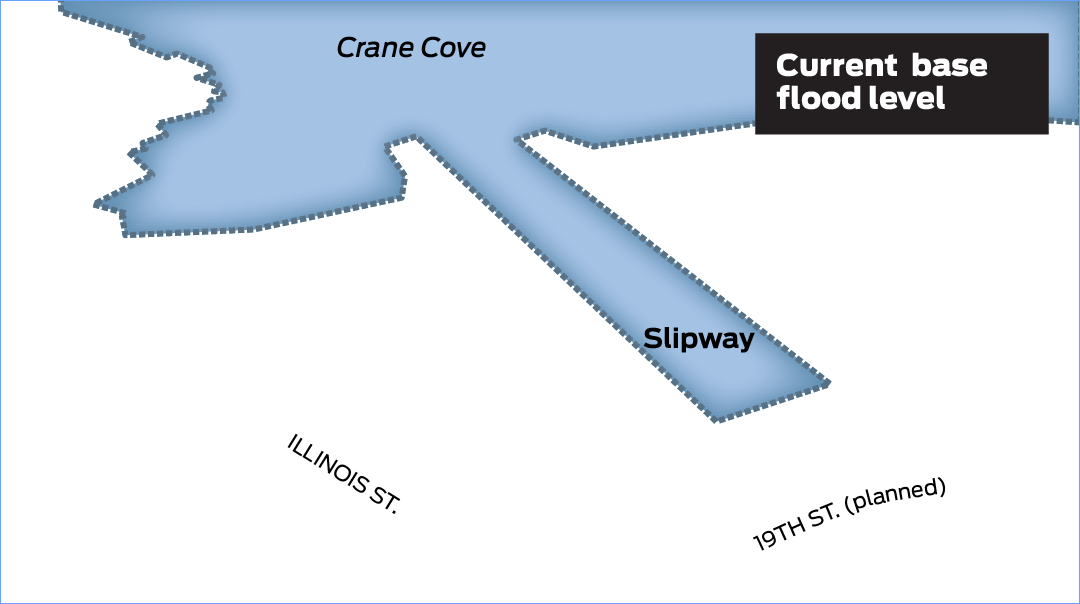 Crane Cove
Current base
flood level
Slipway
ILLINOIS ST.
19TH ST. (planned)